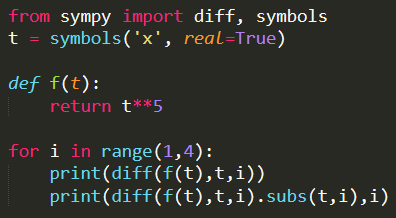 from sympy import diff, symbols
t = symbols('x', real=True)
def f(t):
    return t**5
for i in range(1,4):
    print(diff(f(t),t,i))
    print(diff(f(t),t,i).subs(t,i),i)